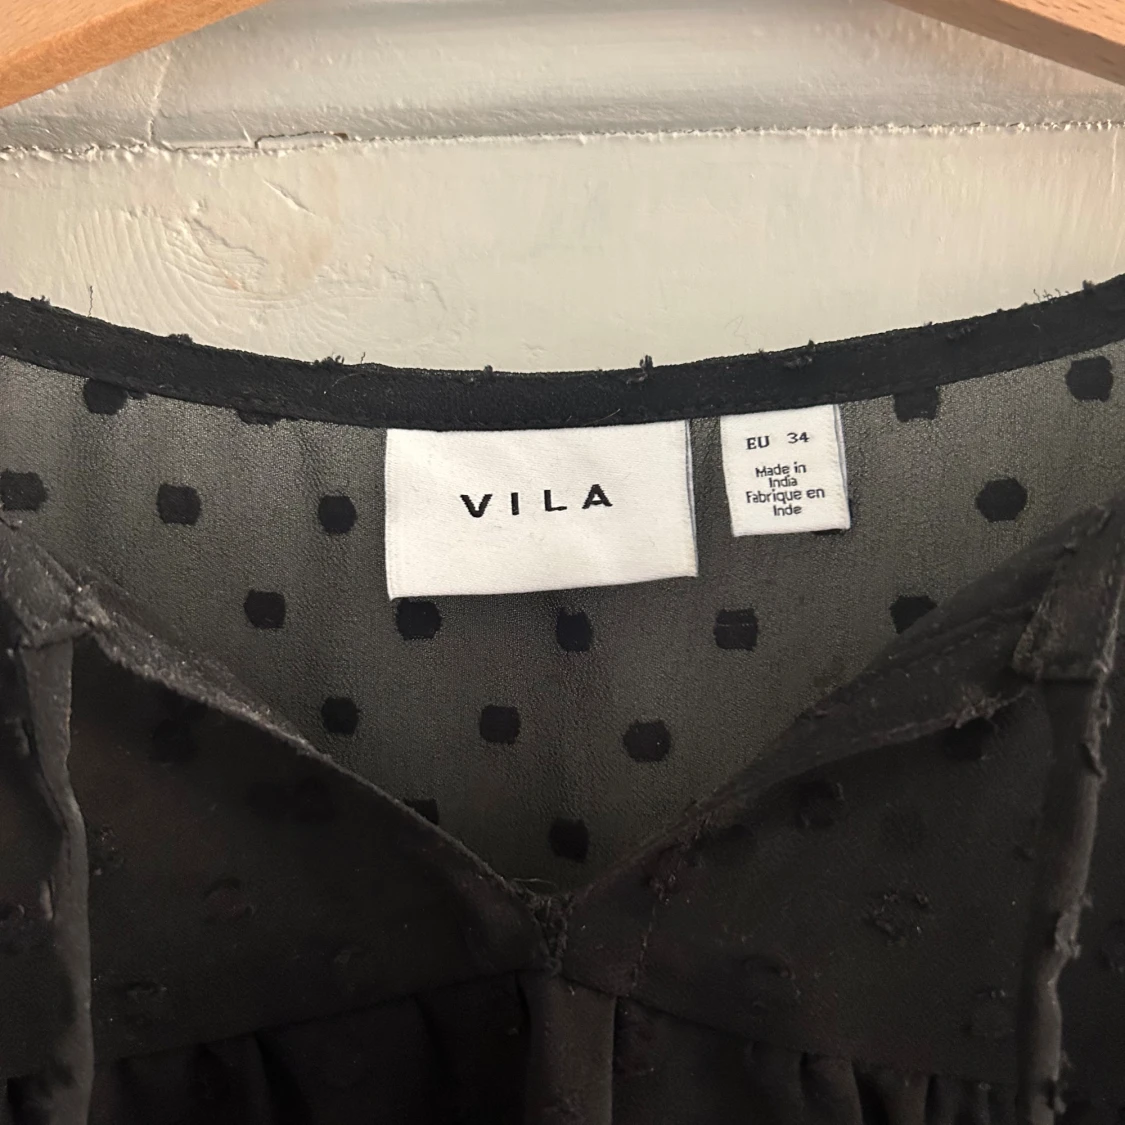 VILA
EU 34
Made in
India
Fabrique en
Inde